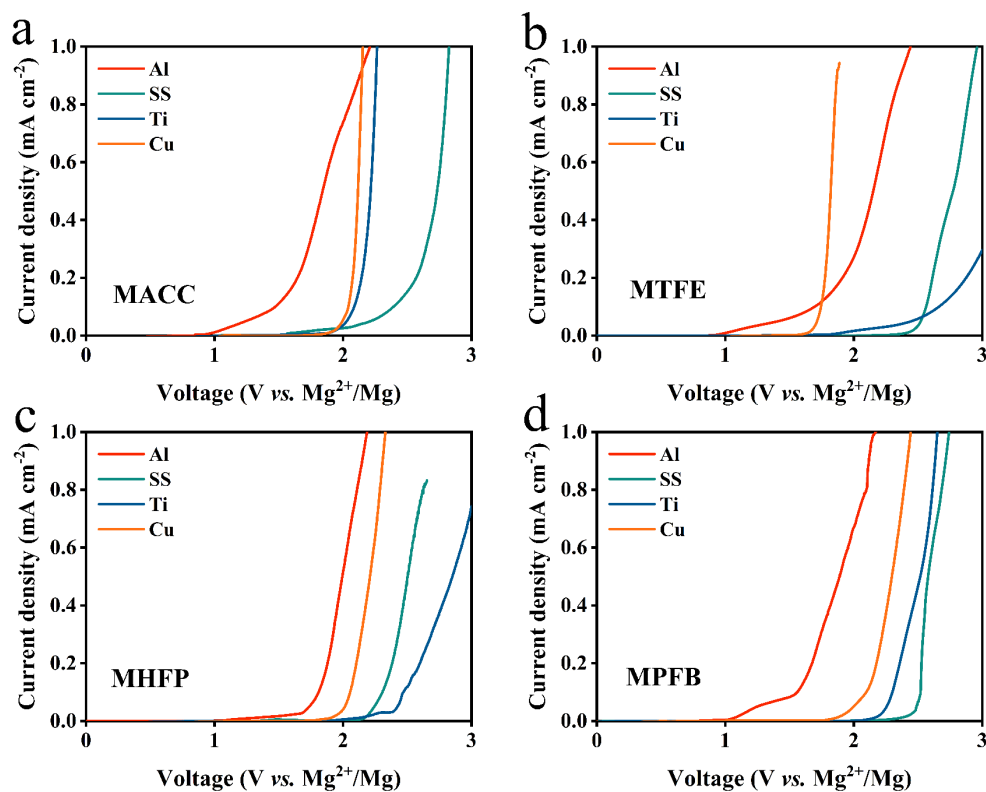 a
Current density (mA cm⁻²)
1.0
0.8
0.6
0.4
0.2
0.0
Al
SS
Ti
Cu
MACC
0 1 2 3
Voltage (V vs. Mg²⁺/Mg)
b
Current density (mA cm⁻²)
1.0
0.8
0.6
0.4
0.2
0.0
Al
SS
Ti
Cu
MTFE
0 1 2 3
Voltage (V vs. Mg²⁺/Mg)
c
Current density (mA cm⁻²)
1.0
0.8
0.6
0.4
0.2
0.0
Al
SS
Ti
Cu
MHFP
0 1 2 3
Voltage (V vs. Mg²⁺/Mg)
d
Current density (mA cm⁻²)
1.0
0.8
0.6
0.4
0.2
0.0
Al
SS
Ti
Cu
MPFB
0 1 2 3
Voltage (V vs. Mg²⁺/Mg)